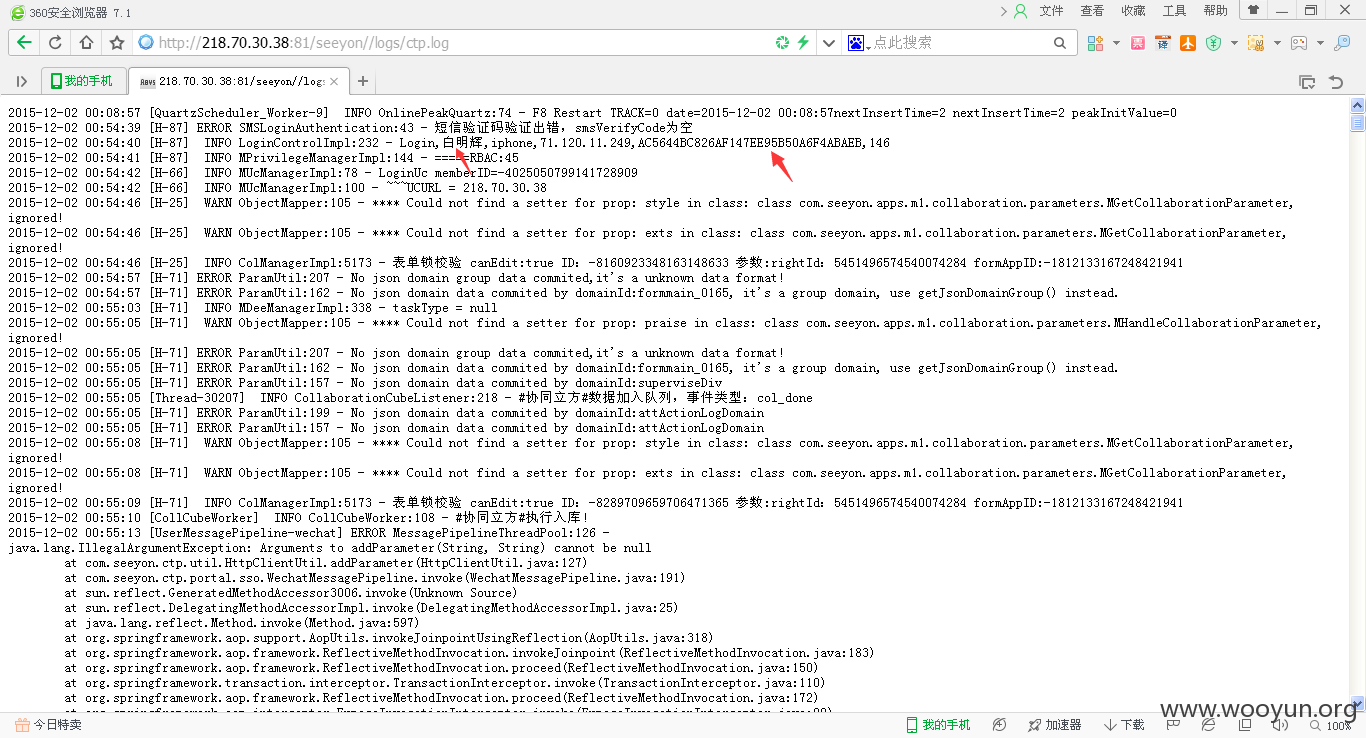 360安全浏览器 7.1
文件 查看 收藏 工具 帮助
http://218.70.30.38:81/seeyon//logs/ctp.log
点此搜索
我的手机
218.70.30.38:81/seeyon//log:
2015-12-02 00:08:57 [QuartzScheduler_Worker-9]  INFO OnlinePeakQuartz:74 - F8 Restart TRACK=0 date=2015-12-02 00:08:57nextInsertTime=2 nextInsertTime=2 peakInitValue=0
2015-12-02 00:54:39 [H-87] ERROR SMSLoginAuthentication:43 - 短信验证码验证出错，smsVerifyCode为空
2015-12-02 00:54:40 [H-87]  INFO LoginControlImpl:232 - Login,白明辉,iphone,71.120.11.249,AC5644BC826AF147EE95B50A6F4ABAEB,146
2015-12-02 00:54:41 [H-87]  INFO MPrivilegeManagerImpl:144 - =====RBAC:45
2015-12-02 00:54:42 [H-66]  INFO MUcManagerImpl:78 - LoginUc memberID=-4025050799141728909
2015-12-02 00:54:42 [H-66]  INFO MUcManagerImpl:100 - ~~~UCURL = 218.70.30.38
2015-12-02 00:54:46 [H-25]  WARN ObjectMapper:105 - **** Could not find a setter for prop: style in class: class com.seeyon.apps.m1.collaboration.parameters.MGetCollaborationParameter,
ignored!
2015-12-02 00:54:46 [H-25]  WARN ObjectMapper:105 - **** Could not find a setter for prop: exts in class: class com.seeyon.apps.m1.collaboration.parameters.MGetCollaborationParameter,
ignored!
2015-12-02 00:54:46 [H-25]  INFO ColManagerImpl:5173 - 表单锁校验 canEdit:true ID：-8160923348163148633 参数:rightId：5451496574540074284 formAppID:-1812133167248421941
2015-12-02 00:54:57 [H-71] ERROR ParamUtil:207 - No json domain group data commited,it's a unknown data format!
2015-12-02 00:54:57 [H-71] ERROR ParamUtil:162 - No json domain data commited by domainId:formmain_0165, it's a group domain, use getJsonDomainGroup() instead.
2015-12-02 00:55:03 [H-71]  INFO MDeeManagerImpl:338 - taskType = null
2015-12-02 00:55:05 [H-71]  WARN ObjectMapper:105 - **** Could not find a setter for prop: praise in class: class com.seeyon.apps.m1.collaboration.parameters.MHandleCollaborationParameter,
ignored!
2015-12-02 00:55:05 [H-71] ERROR ParamUtil:207 - No json domain group data commited,it's a unknown data format!
2015-12-02 00:55:05 [H-71] ERROR ParamUtil:162 - No json domain data commited by domainId:formmain_0165, it's a group domain, use getJsonDomainGroup() instead.
2015-12-02 00:55:05 [H-71] ERROR ParamUtil:157 - No json domain data commited by domainId:superviseDiv
2015-12-02 00:55:05 [Thread-30207]  INFO CollaborationCubeListener:218 - #协同立方#数据加入队列，事件类型：col_done
2015-12-02 00:55:05 [H-71] ERROR ParamUtil:199 - No json domain data commited by domainId:attActionLogDomain
2015-12-02 00:55:05 [H-71] ERROR ParamUtil:157 - No json domain data commited by domainId:attActionLogDomain
2015-12-02 00:55:08 [H-71]  WARN ObjectMapper:105 - **** Could not find a setter for prop: style in class: class com.seeyon.apps.m1.collaboration.parameters.MGetCollaborationParameter,
ignored!
2015-12-02 00:55:08 [H-71]  WARN ObjectMapper:105 - **** Could not find a setter for prop: exts in class: class com.seeyon.apps.m1.collaboration.parameters.MGetCollaborationParameter,
ignored!
2015-12-02 00:55:09 [H-71]  INFO ColManagerImpl:5173 - 表单锁校验 canEdit:true ID：-8289709659706471365 参数:rightId：5451496574540074284 formAppID:-1812133167248421941
2015-12-02 00:55:10 [CollCubeWorker]  INFO CollCubeWorker:108 - #协同立方#执行入库!
2015-12-02 00:55:13 [UserMessagePipeline-wechat] ERROR MessagePipelineThreadPool:126 -
java.lang.IllegalArgumentException: Arguments to addParameter(String, String) cannot be null
at com.seeyon.ctp.util.HttpClientUtil.addParameter(HttpClientUtil.java:127)
at com.seeyon.ctp.portal.sso.WechatMessagePipeline.invoke(WechatMessagePipeline.java:191)
at sun.reflect.GeneratedMethodAccessor3006.invoke(Unknown Source)
at sun.reflect.DelegatingMethodAccessorImpl.invoke(DelegatingMethodAccessorImpl.java:25)
at java.lang.reflect.Method.invoke(Method.java:597)
at org.springframework.aop.support.AopUtils.invokeJoinpointUsingReflection(AopUtils.java:318)
at org.springframework.aop.framework.ReflectiveMethodInvocation.invokeJoinpoint(ReflectiveMethodInvocation.java:183)
at org.springframework.aop.framework.ReflectiveMethodInvocation.proceed(ReflectiveMethodInvocation.java:150)
at org.springframework.transaction.interceptor.TransactionInterceptor.invoke(TransactionInterceptor.java:110)
at org.springframework.aop.framework.ReflectiveMethodInvocation.proceed(ReflectiveMethodInvocation.java:172)
www.wooyun.org
今日特卖
我的手机 加速器 下载 100%